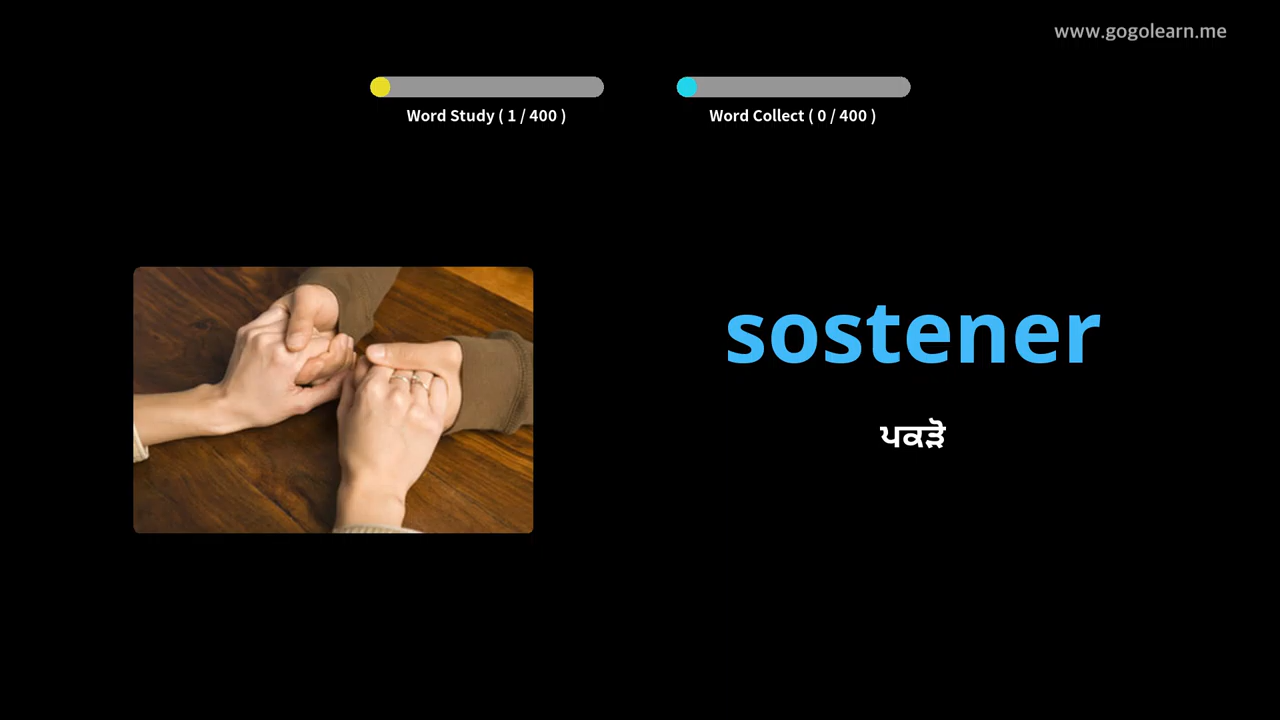 www.gogolearn.me
Word Study ( 1 / 400 )
Word Collect ( 0 / 400 )
sostener
ਪਕੜੋ